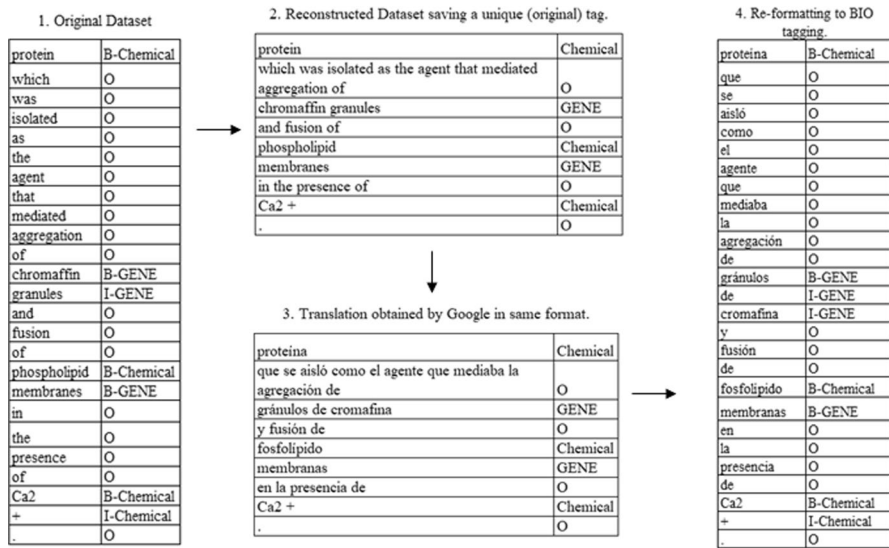 1. Original Dataset
protein B-Chemical
which O
was O
isolated O
as O
the O
agent O
that O
mediated O
aggregation O
of O
chromaffin B-GENE
granules I-GENE
and O
fusion O
of O
phospholipid B-Chemical
membranes B-GENE
in O
the O
presence O
of O
Ca2 B-Chemical
+ I-Chemical
. O
2. Reconstructed Dataset saving a unique (original) tag.
protein Chemical
which was isolated as the agent that mediated
aggregation of O
chromaffin granules GENE
and fusion of O
phospholipid Chemical
membranes GENE
in the presence of O
Ca2 + Chemical
. O
3. Translation obtained by Google in same format.
proteina Chemical
que se aisló como el agente que mediaba la
agregación de O
gránulos de cromafina GENE
y fusión de O
fosfolípido Chemical
membranas GENE
en la presencia de O
Ca2 + Chemical
. O
4. Re-formatting to BIO
tagging.
proteina B-Chemical
que O
se O
aisló O
como O
el O
agente O
que O
mediaba O
la O
agregación O
de O
gránulos B-GENE
de I-GENE
cromafina I-GENE
y O
fusión O
de O
fosfolípido B-Chemical
membranas B-GENE
en O
la O
presencia O
de O
Ca2 B-Chemical
+ I-Chemical
. O